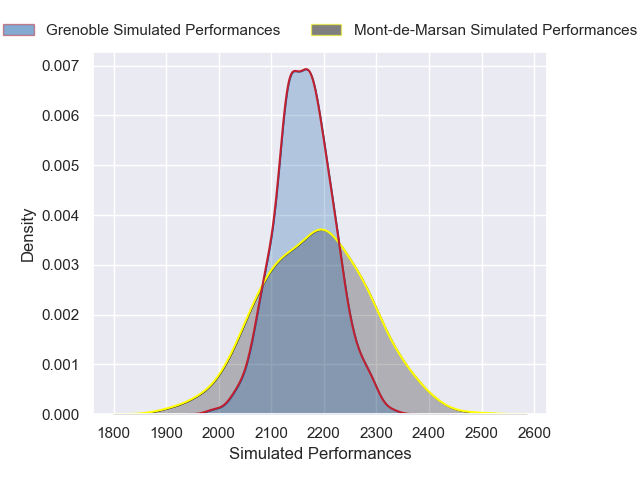 Grenoble Simulated Performances Mont-de-Marsan Simulated Performances
0.007
0.006
0.005
0.004
0.003
0.002
0.001
0.000
Density
1800 1900 2000 2100 2200 2300 2400 2500 2600
Simulated Performances